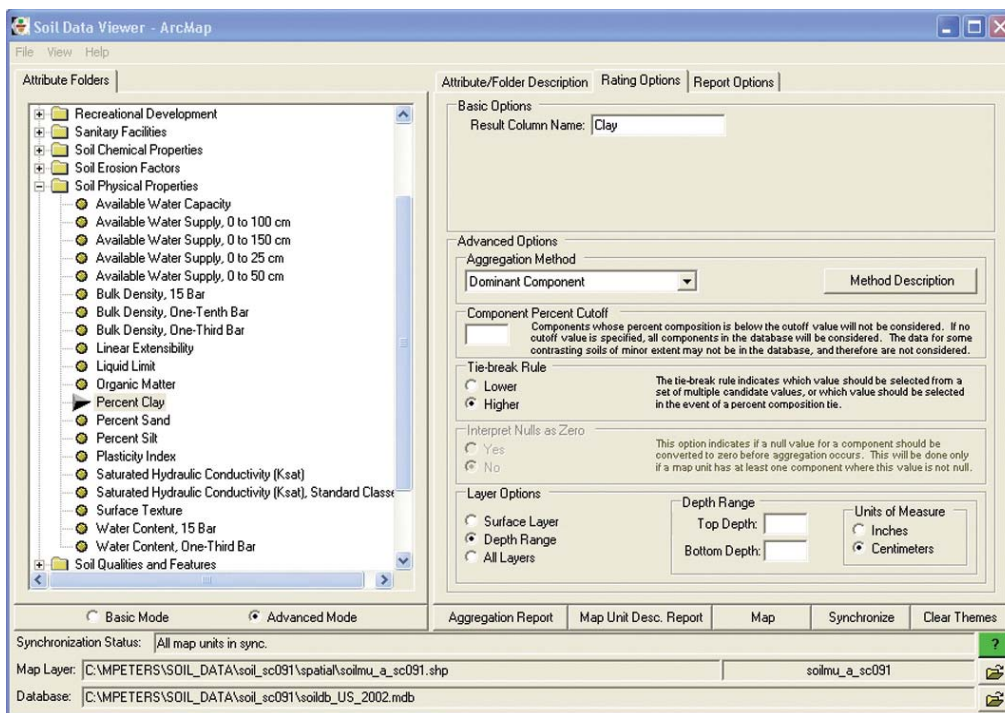 Soil Data Viewer - ArcMap
File View Help
Attribute Folders
Recreational Development
Sanitary Facilities
Soil Chemical Properties
Soil Erosion Factors
Soil Physical Properties
Available Water Capacity
Available Water Supply, 0 to 100 cm
Available Water Supply, 0 to 150 cm
Available Water Supply, 0 to 25 cm
Available Water Supply, 0 to 50 cm
Bulk Density, 15 Bar
Bulk Density, One-Tenth Bar
Bulk Density, One-Third Bar
Linear Extensibility
Liquid Limit
Organic Matter
Percent Clay
Percent Sand
Percent Silt
Plasticity Index
Saturated Hydraulic Conductivity (Ksat)
Saturated Hydraulic Conductivity (Ksat), Standard Classe
Surface Texture
Water Content, 15 Bar
Water Content, One-Third Bar
Soil Qualities and Features
Basic Mode Advanced Mode
Attribute/Folder Description Rating Options Report Options
Basic Options
Result Column Name: Clay
Advanced Options
Aggregation Method
Dominant Component Method Description
Component Percent Cutoff
Components whose percent composition is below the cutoff value will not be considered. If no
cutoff value is specified, all components in the database will be considered. The data for some
contrasting soils of minor extent may not be in the database, and therefore are not considered.
Tie-break Rule
Lower
Higher
The tie-break rule indicates which value should be selected from a
set of multiple candidate values, or which value should be selected
in the event of a percent composition tie.
Interpret Nulls as Zero
Yes
No
This option indicates if a null value for a component should be
converted to zero before aggregation occurs. This will be done only
if a map unit has at least one component where this value is not null.
Layer Options
Surface Layer
Depth Range
All Layers
Depth Range
Top Depth:
Bottom Depth:
Units of Measure
Inches
Centimeters
Aggregation Report Map Unit Desc. Report Map Synchronize Clear Themes
Synchronization Status: All map units in sync. ?
Map Layer: C:\MPETERS\SOIL_DATA\soil_sc091\spatial\soilmu_a_sc091.shp soilmu_a_sc091
Database: C:\MPETERS\SOIL_DATA\soil_sc091\soildb_US_2002.mdb